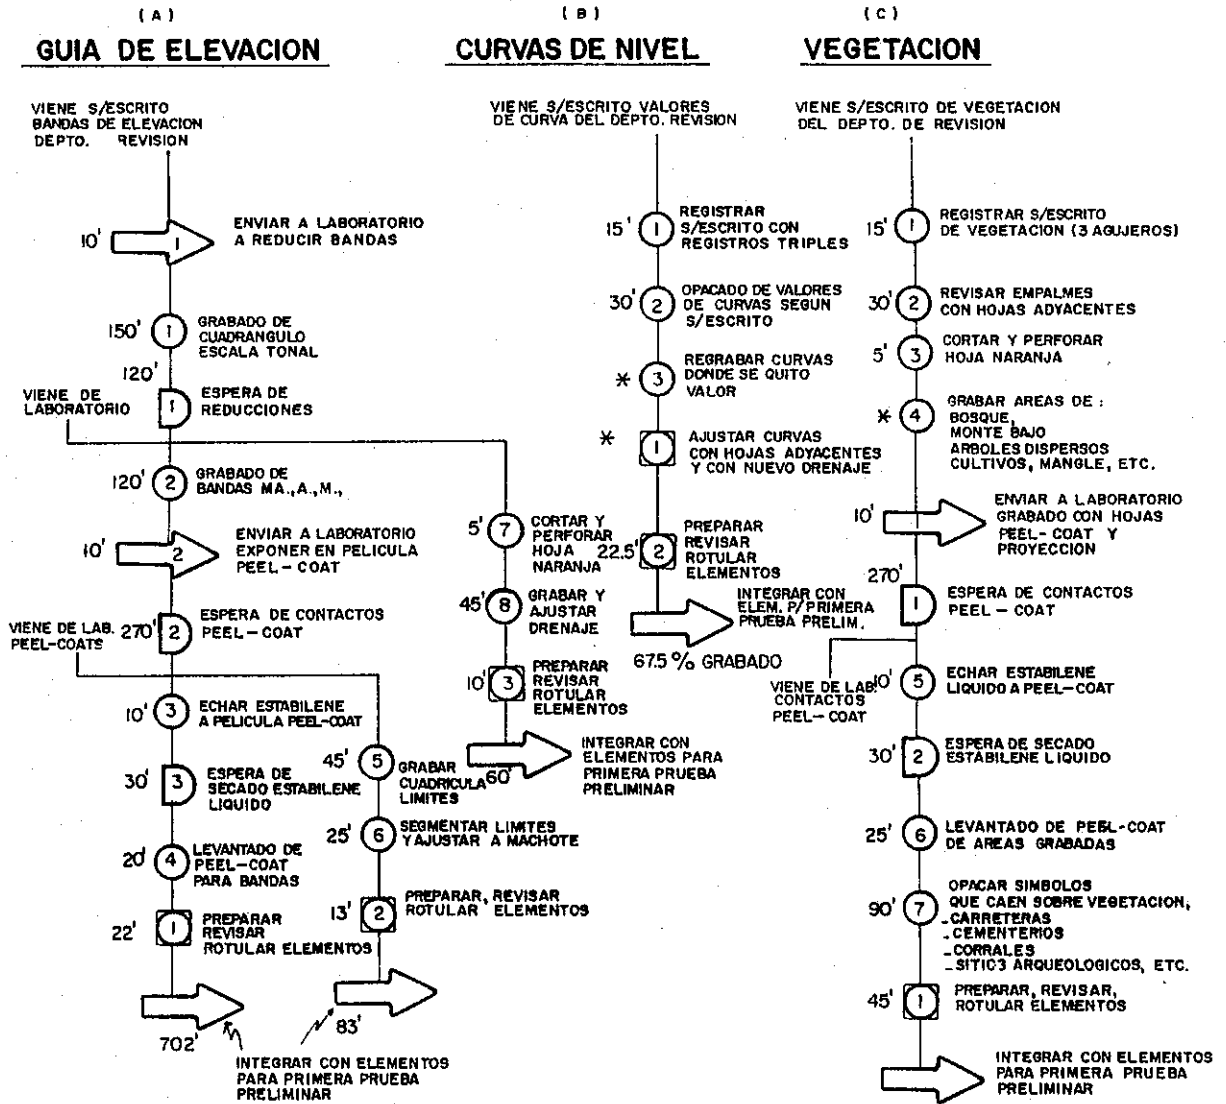 (A)
GUIA DE ELEVACION
VIENE S/ESCRITO
BANDAS DE ELEVACION
DEPTO. REVISION
10'
1
ENVIAR A LABORATORIO
A REDUCIR BANDAS
150'
1
GRABADO DE
CUADRANGULO
ESCALA TONAL
120'
1
ESPERA DE
REDUCCIONES
VIENE DE
LABORATORIO
120'
2
GRABADO DE
BANDAS MA., A., M.,
10'
2
ENVIAR A LABORATORIO
EXPONER EN PELICULA
PEEL-COAT
270'
2
ESPERA DE CONTACTOS
PEEL-COAT
VIENE DE LAB.
PEEL-COATS
10'
3
ECHAR ESTABILENE
A PELICULA PEEL-COAT
30'
3
ESPERA DE
SECADO ESTABILENE
LIQUIDO
20'
4
LEVANTADO DE
PEEL-COAT
PARA BANDAS
22'
1
PREPARAR
REVISAR
ROTULAR ELEMENTOS
702'
45'
5
GRABAR
CUADRICULA
LIMITES
25'
6
SEGMENTAR LIMITES
Y AJUSTAR A MACHOTE
13'
2
PREPARAR, REVISAR
ROTULAR ELEMENTOS
83'
INTEGRAR CON ELEMENTOS
PARA PRIMERA PRUEBA
PRELIMINAR
5'
7
CORTAR Y
PERFORAR
HOJA
NARANJA
45'
8
GRABAR Y
AJUSTAR
DRENAJE
10'
3
PREPARAR
REVISAR
ROTULAR
ELEMENTOS
60'
INTEGRAR CON
ELEMENTOS PARA
PRIMERA PRUEBA
PRELIMINAR
(B)
CURVAS DE NIVEL
VIENE S/ESCRITO VALORES
DE CURVA DEL DEPTO. REVISION
15'
1
REGISTRAR
S/ESCRITO CON
REGISTROS TRIPLES
30'
2
OPACADO DE VALORES
DE CURVAS SEGUN
S/ESCRITO
*
3
REGRABAR CURVAS
DONDE SE QUITO
VALOR
*
1
AJUSTAR CURVAS
CON HOJAS ADYACENTES
Y CON NUEVO DRENAJE
22.5'
2
PREPARAR
REVISAR
ROTULAR
ELEMENTOS
INTEGRAR CON
ELEM. P/PRIMERA
PRUEBA PRELIM.
67.5 % GRABADO
(C)
VEGETACION
VIENE S/ESCRITO DE VEGETACION
DEL DEPTO. DE REVISION
15'
1
REGISTRAR S/ESCRITO
DE VEGETACION (3 AGUJEROS)
30'
2
REVISAR EMPALMES
CON HOJAS ADYACENTES
5'
3
CORTAR Y PERFORAR
HOJA NARANJA
*
4
GRABAR AREAS DE :
BOSQUE,
MONTE BAJO
ARBOLES DISPERSOS
CULTIVOS, MANGLE, ETC.
10'
ENVIAR A LABORATORIO
GRABADO CON HOJAS
PEEL-COAT Y
PROYECCION
270'
1
ESPERA DE CONTACTOS
PEEL-COAT
VIENE DE LAB.
CONTACTOS
PEEL-COAT
10'
5
ECHAR ESTABILENE
LIQUIDO A PEEL-COAT
30'
2
ESPERA DE SECADO
ESTABILENE LIQUIDO
25'
6
LEVANTADO DE PEEL-COAT
DE AREAS GRABADAS
90'
7
OPACAR SIMBOLOS
QUE CAEN SOBRE VEGETACION,
-CARRETERAS
-CEMENTERIOS
-CORRALES
-SITIC3 ARQUEOLOGICOS, ETC.
45'
1
PREPARAR, REVISAR,
ROTULAR ELEMENTOS
INTEGRAR CON ELEMENTOS
PARA PRIMERA PRUEBA
PRELIMINAR